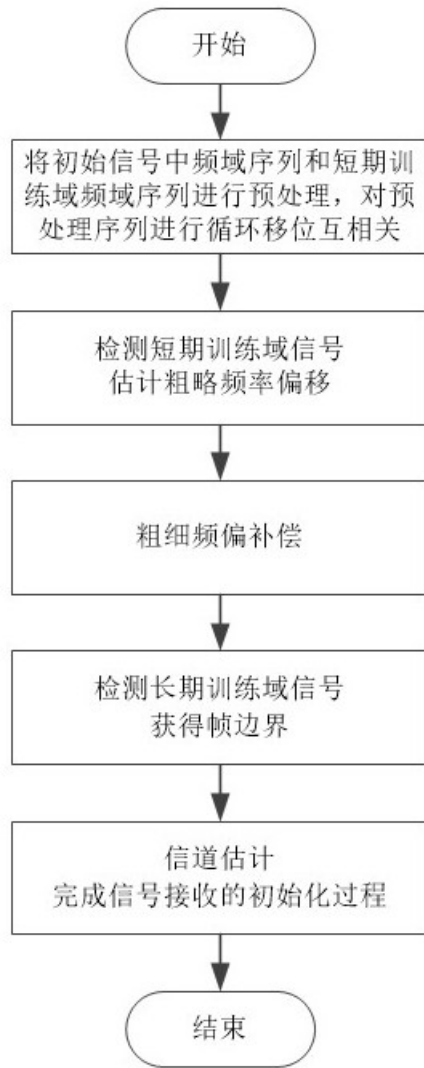 开始
将初始信号中频域序列和短期训
练域频域序列进行预处理，对预
处理序列进行循环移位互相关
检测短期训练域信号
估计粗略频率偏移
粗细频偏补偿
检测长期训练域信号
获得帧边界
信道估计
完成信号接收的初始化过程
结束